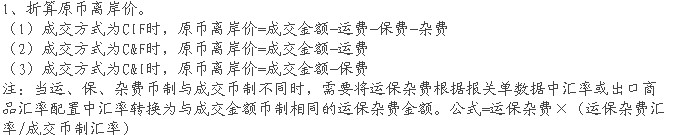 1、折算原币离岸价。
（1）成交方式为CIF时，原币离岸价=成交金额-运费-保费-杂费
（2）成交方式为C&F时，原币离岸价=成交金额-运费
（3）成交方式为C&I时，原币离岸价=成交金额-保费
注：当运、保、杂费币制与成交币制不同时，需要将运保杂费根据报关单数据中汇率或出口商
品汇率配置中汇率转换为与成交金额币制相同的运保杂费金额。公式=运保杂费×（运保杂费汇
率/成交币制汇率）